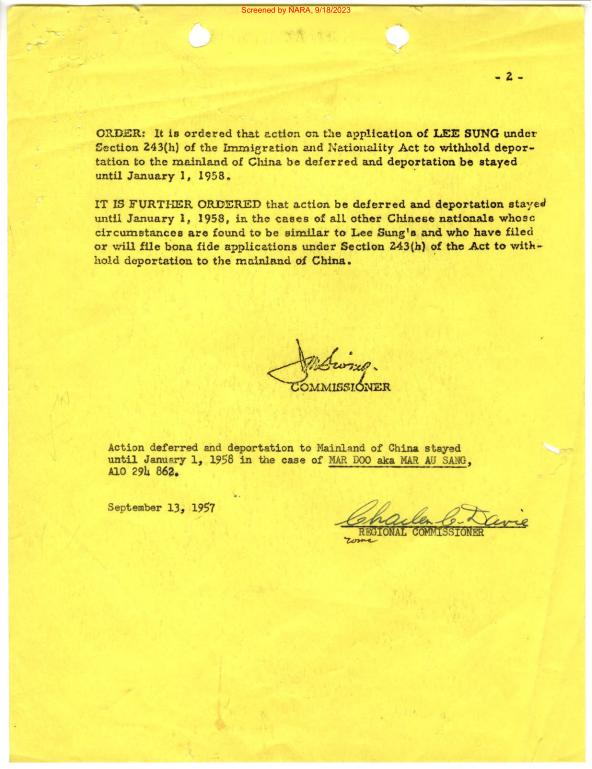 Screened by NARA, 9/18/2023
- 2 -
ORDER: It is ordered that action on the application of LEE SUNG under
Section 243(h) of the Immigration and Nationality Act to withhold depor-
tation to the mainland of China be deferred and deportation be stayed
until January 1, 1958.
IT IS FURTHER ORDERED that action be deferred and deportation stayed
until January 1, 1958, in the cases of all other Chinese nationals whose
circumstances are found to be similar to Lee Sung's and who have filed
or will file bona fide applications under Section 243(h) of the Act to with-
hold deportation to the mainland of China.
COMMISSIONER
Action deferred and deportation to Mainland of China stayed
until January 1, 1958 in the case of MAR DOO aka MAR AU SANG,
A10 294 862.
September 13, 1957
Charles C. Davie
REGIONAL COMMISSIONER